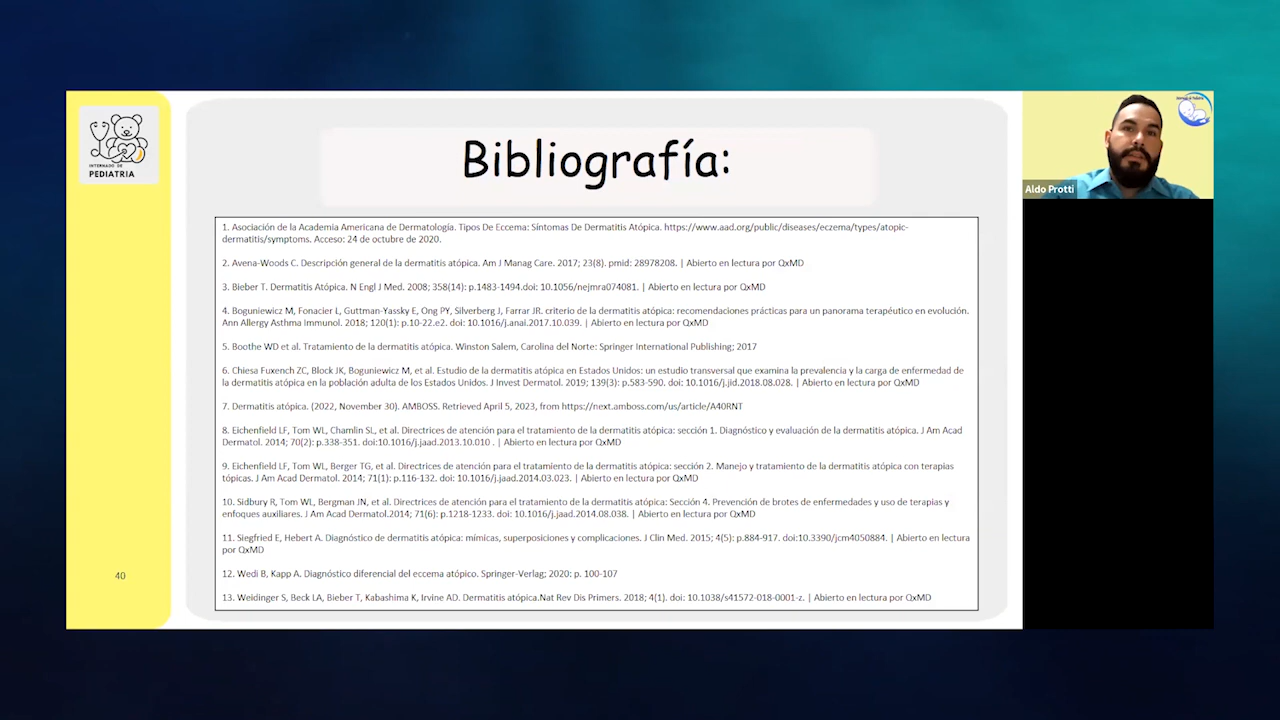 INTERNADO DE
PEDIATRIA
Bibliografía:
Aldo Protti
1. Asociación de la Academia Americana de Dermatología. Tipos De Eccema: Síntomas De Dermatitis Atópica. https://www.aad.org/public/diseases/eczema/types/atopic-
dermatitis/symptoms. Acceso: 24 de octubre de 2020.
2. Avena-Woods C. Descripción general de la dermatitis atópica. Am J Manag Care. 2017; 23(8). pmid: 28978208. | Abierto en lectura por QxMD
3. Bieber T. Dermatitis Atópica. N Engl J Med. 2008; 358(14): p.1483-1494.doi: 10.1056/nejmra074081. | Abierto en lectura por QxMD
4. Boguniewicz M, Fonacier L, Guttman-Yassky E, Ong PY, Silverberg J, Farrar JR. criterio de la dermatitis atópica: recomendaciones prácticas para un panorama terapéutico en evolución.
Ann Allergy Asthma Immunol. 2018; 120(1): p.10-22.e2. doi: 10.1016/j.anai.2017.10.039. | Abierto en lectura por QxMD
5. Boothe WD et al. Tratamiento de la dermatitis atópica. Winston Salem, Carolina del Norte: Springer International Publishing; 2017
6. Chiesa Fuxench ZC, Block JK, Boguniewicz M, et al. Estudio de la dermatitis atópica en Estados Unidos: un estudio transversal que examina la prevalencia y la carga de enfermedad de
la dermatitis atópica en la población adulta de los Estados Unidos. J Invest Dermatol. 2019; 139(3): p.583-590. doi: 10.1016/j.jid.2018.08.028. | Abierto en lectura por QxMD
7. Dermatitis atópica. (2022, November 30). AMBOSS. Retrieved April 5, 2023, from https://next.amboss.com/us/article/A40RNT
8. Eichenfield LF, Tom WL, Chamlin SL, et al. Directrices de atención para el tratamiento de la dermatitis atópica: sección 1. Diagnóstico y evaluación de la dermatitis atópica. J Am Acad
Dermatol. 2014; 70(2): p.338-351. doi:10.1016/j.jaad.2013.10.010 . | Abierto en lectura por QxMD
9. Eichenfield LF, Tom WL, Berger TG, et al. Directrices de atención para el tratamiento de la dermatitis atópica: sección 2. Manejo y tratamiento de la dermatitis atópica con terapias
tópicas. J Am Acad Dermatol. 2014; 71(1): p.116-132. doi: 10.1016/j.jaad.2014.03.023. | Abierto en lectura por QxMD
10. Sidbury R, Tom WL, Bergman JN, et al. Directrices de atención para el tratamiento de la dermatitis atópica: Sección 4. Prevención de brotes de enfermedades y uso de terapias y
enfoques auxiliares. J Am Acad Dermatol.2014; 71(6): p.1218-1233. doi: 10.1016/j.jaad.2014.08.038. | Abierto en lectura por QxMD
11. Siegfried E, Hebert A. Diagnóstico de dermatitis atópica: mímicas, superposiciones y complicaciones. J Clin Med. 2015; 4(5): p.884-917. doi:10.3390/jcm4050884. | Abierto en lectura
por QxMD
12. Wedi B, Kapp A. Diagnóstico diferencial del eccema atópico. Springer-Verlag; 2020; p. 100-107
13. Weidinger S, Beck LA, Bieber T, Kabashima K, Irvine AD. Dermatitis atópica.Nat Rev Dis Primers. 2018; 4(1). doi: 10.1038/s41572-018-0001-z. | Abierto en lectura por QxMD
40